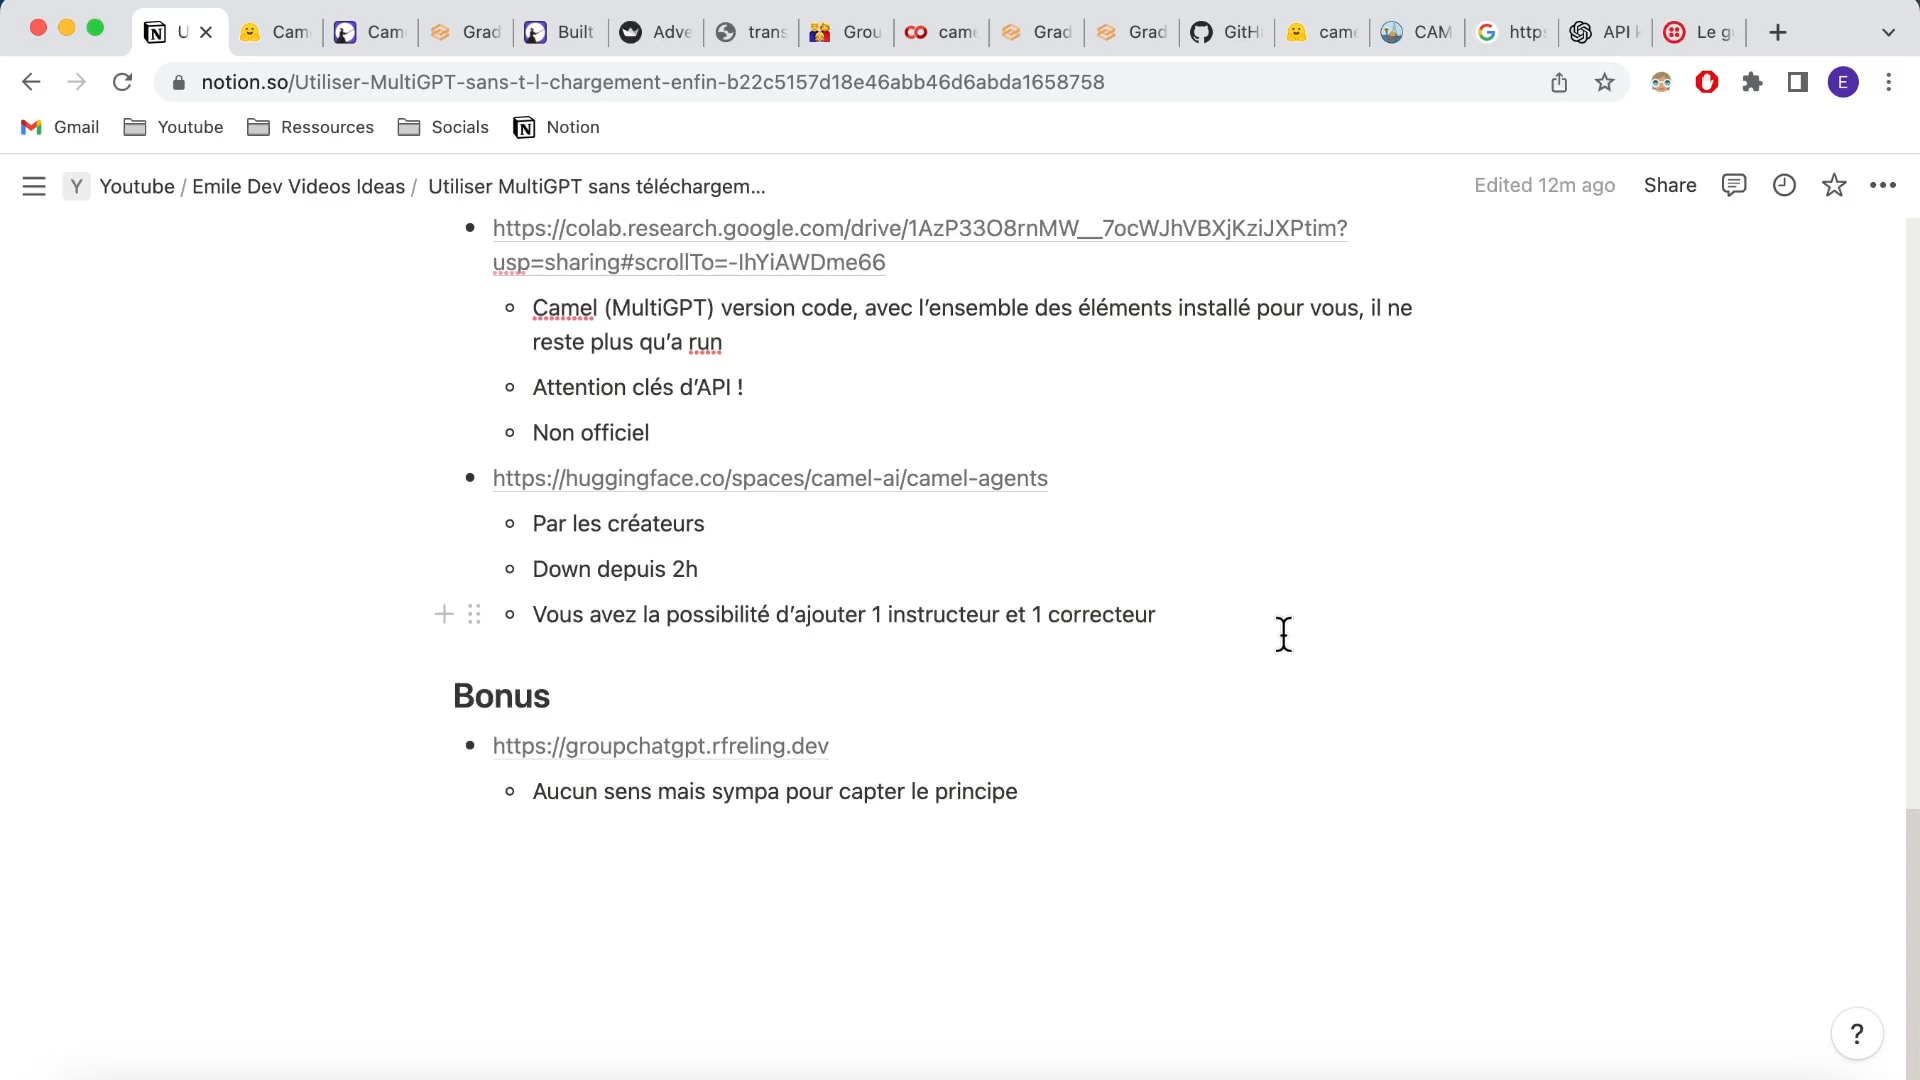 U
Cam
Cam
Grad
Built
Adve
trans
Grou
came
Grad
Grad
GitH
came
CAM
https
API k
Le g
notion.so/Utiliser-MultiGPT-sans-t-l-chargement-enfin-b22c5157d18e46abb46d6abda1658758
E
Gmail
Youtube
Ressources
Socials
Notion
Y Youtube / Emile Dev Videos Ideas / Utiliser MultiGPT sans téléchargem...
Edited 12m ago Share
https://colab.research.google.com/drive/1AzP33O8rnMW__7ocWJhVBXjKziJXPtim?
usp=sharing#scrollTo=-IhYiAWDme66
Camel (MultiGPT) version code, avec l’ensemble des éléments installé pour vous, il ne
reste plus qu’a run
Attention clés d’API !
Non officiel
https://huggingface.co/spaces/camel-ai/camel-agents
Par les créateurs
Down depuis 2h
Vous avez la possibilité d’ajouter 1 instructeur et 1 correcteur
Bonus
https://groupchatgpt.rfreling.dev
Aucun sens mais sympa pour capter le principe
?